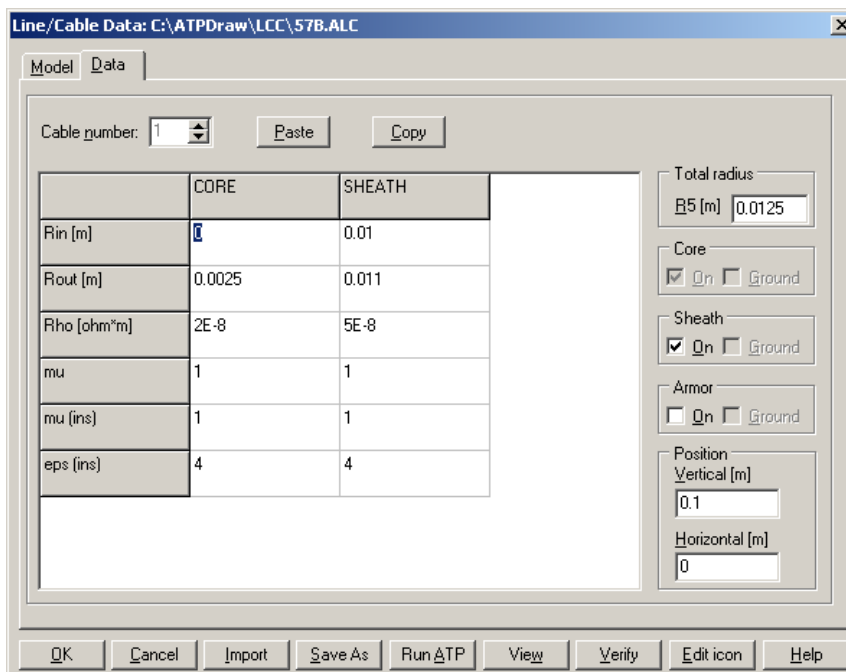 Line/Cable Data: C:\ATPDraw\LCC\57B.ALC
Model Data
Cable number: 1 Paste Copy
CORE SHEATH
Rin [m] 0 0.01
Rout [m] 0.0025 0.011
Rho [ohm*m] 2E-8 5E-8
mu 1 1
mu (ins) 1 1
eps (ins) 4 4
Total radius
R5 [m] 0.0125
Core
On Ground
Sheath
On Ground
Armor
On Ground
Position
Vertical [m]
0.1
Horizontal [m]
0
OK Cancel Import Save As Run ATP View Verify Edit icon Help